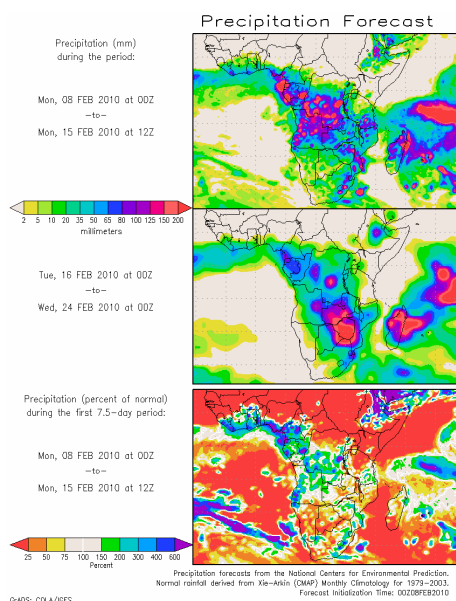 Precipitation Forecast
Precipitation (mm)
during the period:
Mon, 08 FEB 2010 at 00Z
-to-
Mon, 15 FEB 2010 at 12Z
2 5 10 20 35 50 65 80 100 125 150 200
millimeters
Tue, 16 FEB 2010 at 00Z
-to-
Wed, 24 FEB 2010 at 00Z
Precipitation (percent of normal)
during the first 7.5-day period:
Mon, 08 FEB 2010 at 00Z
-to-
Mon, 15 FEB 2010 at 12Z
25 50 75 100 150 200 300 400 600
Percent
Precipitation forecasts from the National Centers for Environmental Prediction.
Normal rainfall derived from Xie-Arkin (CMAP) Monthly Climatology for 1979-2003.
Forecast Initialization Time: 00Z08FEB2010
GrADS: COLA/IGES